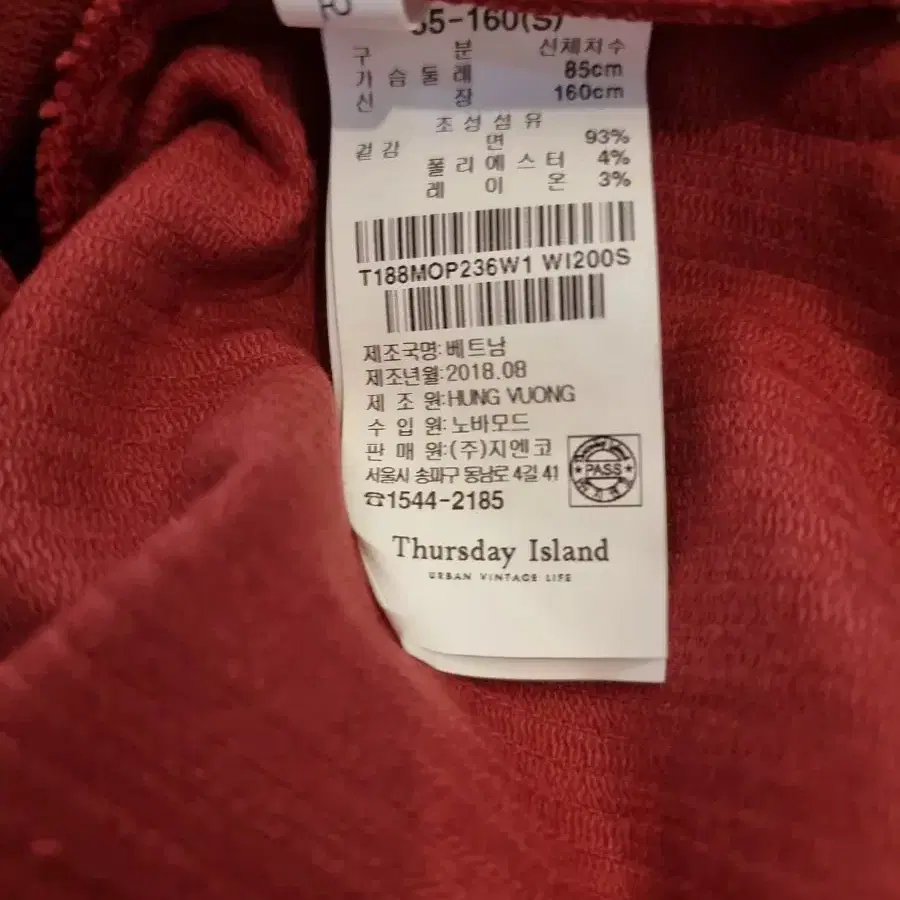 85-160(S)
구 분 신체치수
가 슴 둘 레 85cm
신 장 160cm
조 성 섬 유
겉감 면 93%
폴 리 에 스 터 4%
레 이 온 3%
T188MOP236W1 WI200S
제조국명:베트남
제조년월:2018.08
제 조 원:HUNG VUONG
수 입 원:노바모드
판 매 원:(주)지엔코
서울시 송파구 동남로 4길 41
☎1544-2185
PASS
Thursday Island
URBAN VINTAGE LIFE